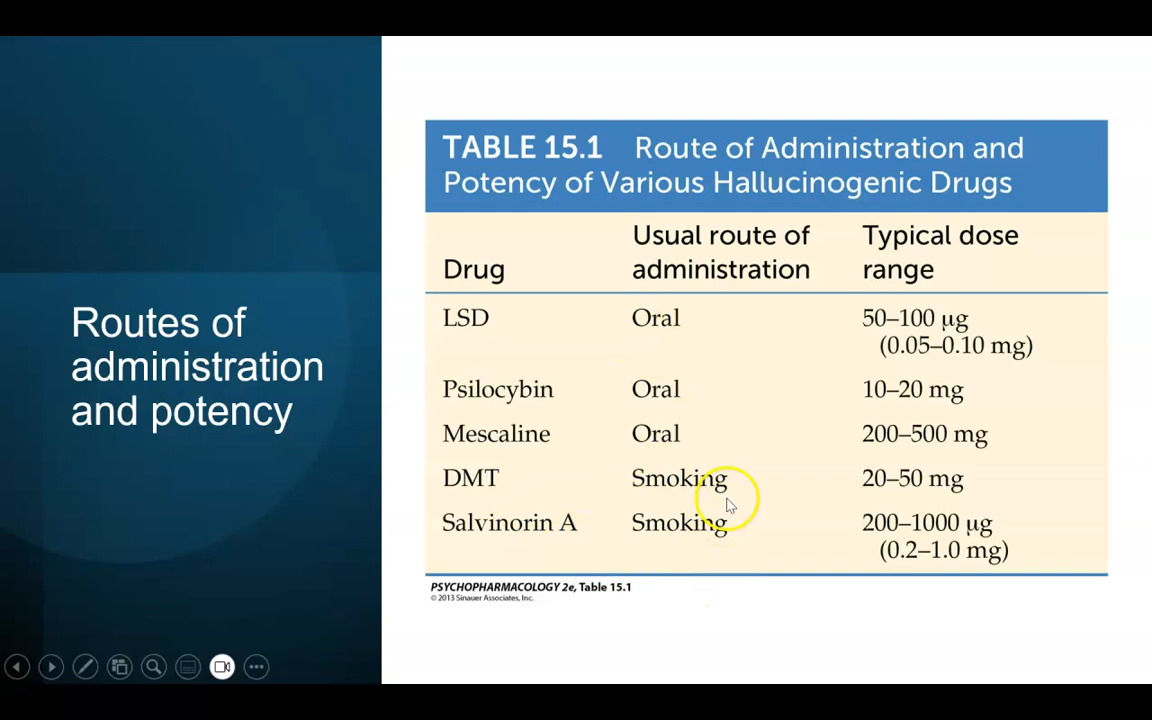 Routes of
administration
and potency
TABLE 15.1 Route of Administration and
Potency of Various Hallucinogenic Drugs
Drug Usual route of administration Typical dose range
LSD Oral 50–100 µg
(0.05–0.10 mg)
Psilocybin Oral 10–20 mg
Mescaline Oral 200–500 mg
DMT Smoking 20–50 mg
Salvinorin A Smoking 200–1000 µg
(0.2–1.0 mg)
PSYCHOPHARMACOLOGY 2e, Table 15.1
© 2013 Sinauer Associates, Inc.